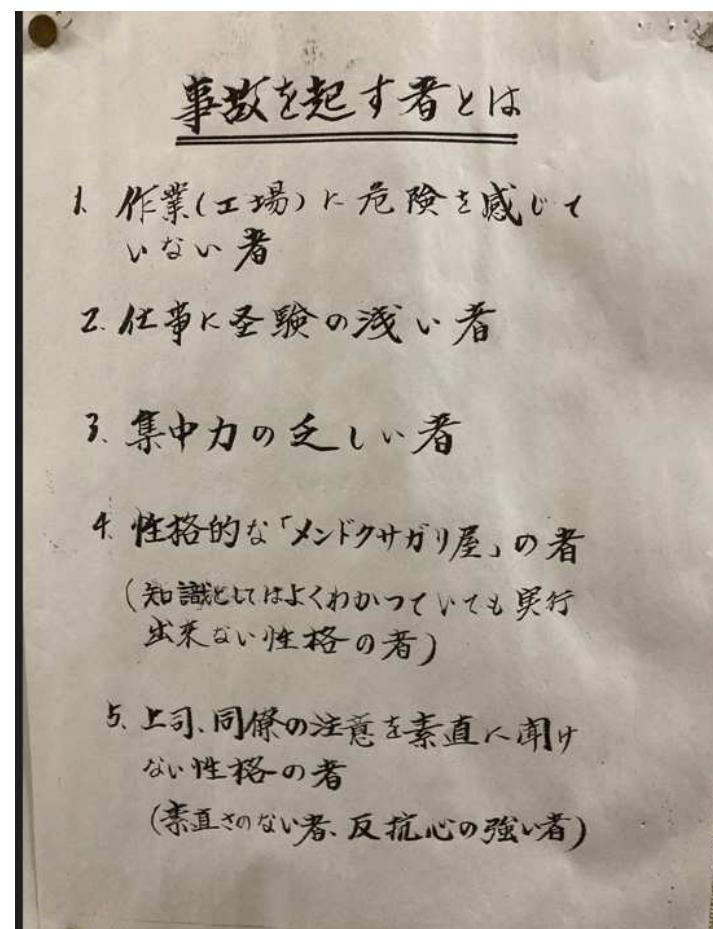 事故を起す者とは
1. 作業(工場)に危険を感じて
いない者
2. 仕事に経験の浅い者
3. 集中力の乏しい者
4. 性格的な「メンドクサガリ屋」の者
(知識としてはよくわかつていても実行
出来ない性格の者)
5. 上司、同僚の注意を素直に聞け
ない性格の者
(素直さのない者、反抗心の強い者)